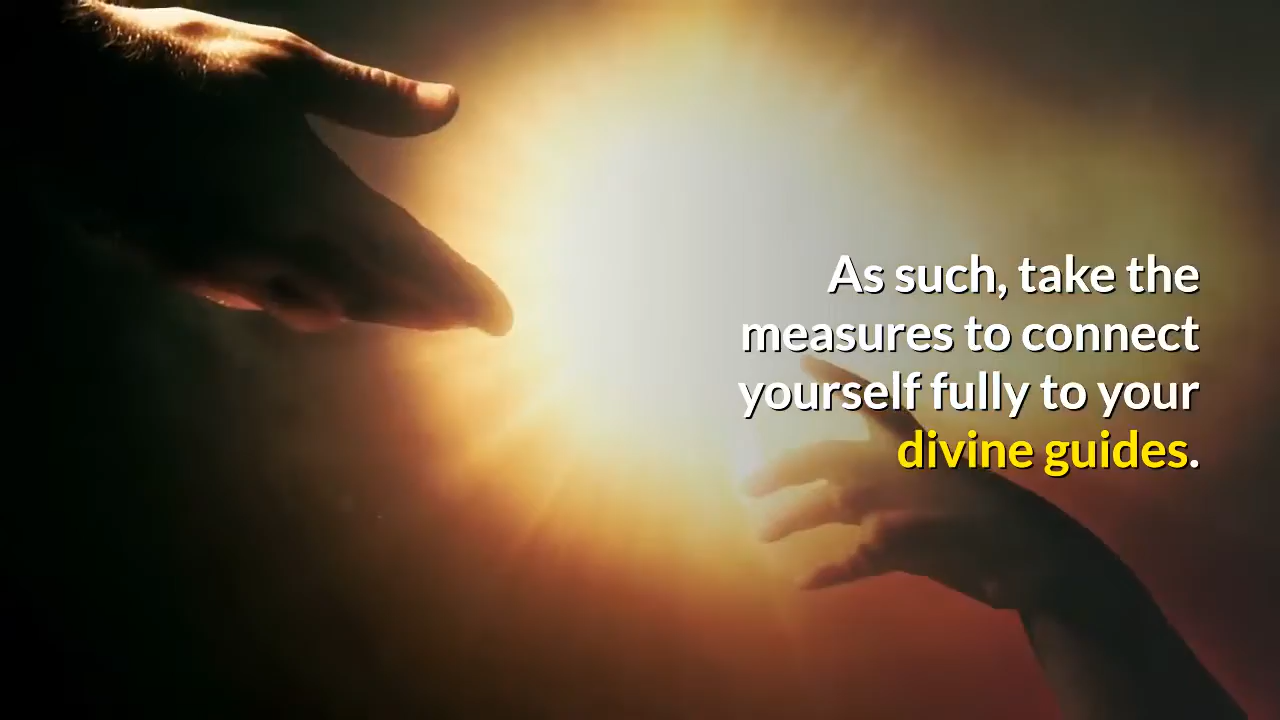 As such, take the
measures to connect
yourself fully to your
divine guides.